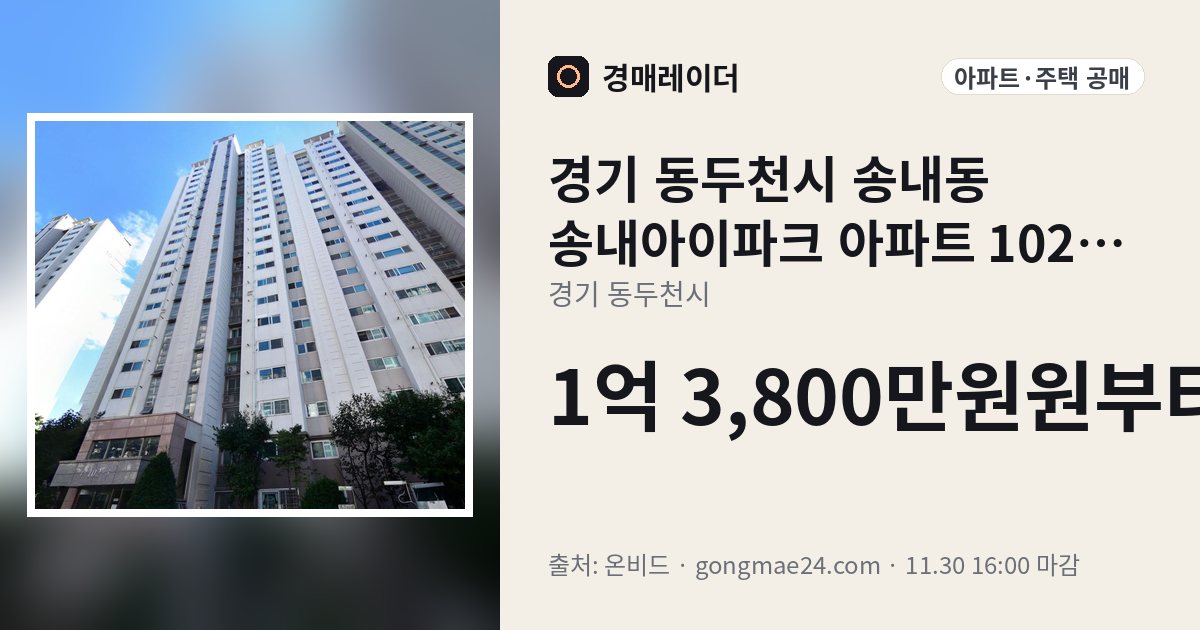 경매레이더
아파트·주택 공매
경기 동두천시 송내동
송내아이파크 아파트 102…
경기 동두천시
1억 3,800만원원부터
출처: 온비드 · gongmae24.com · 11.30 16:00 마감